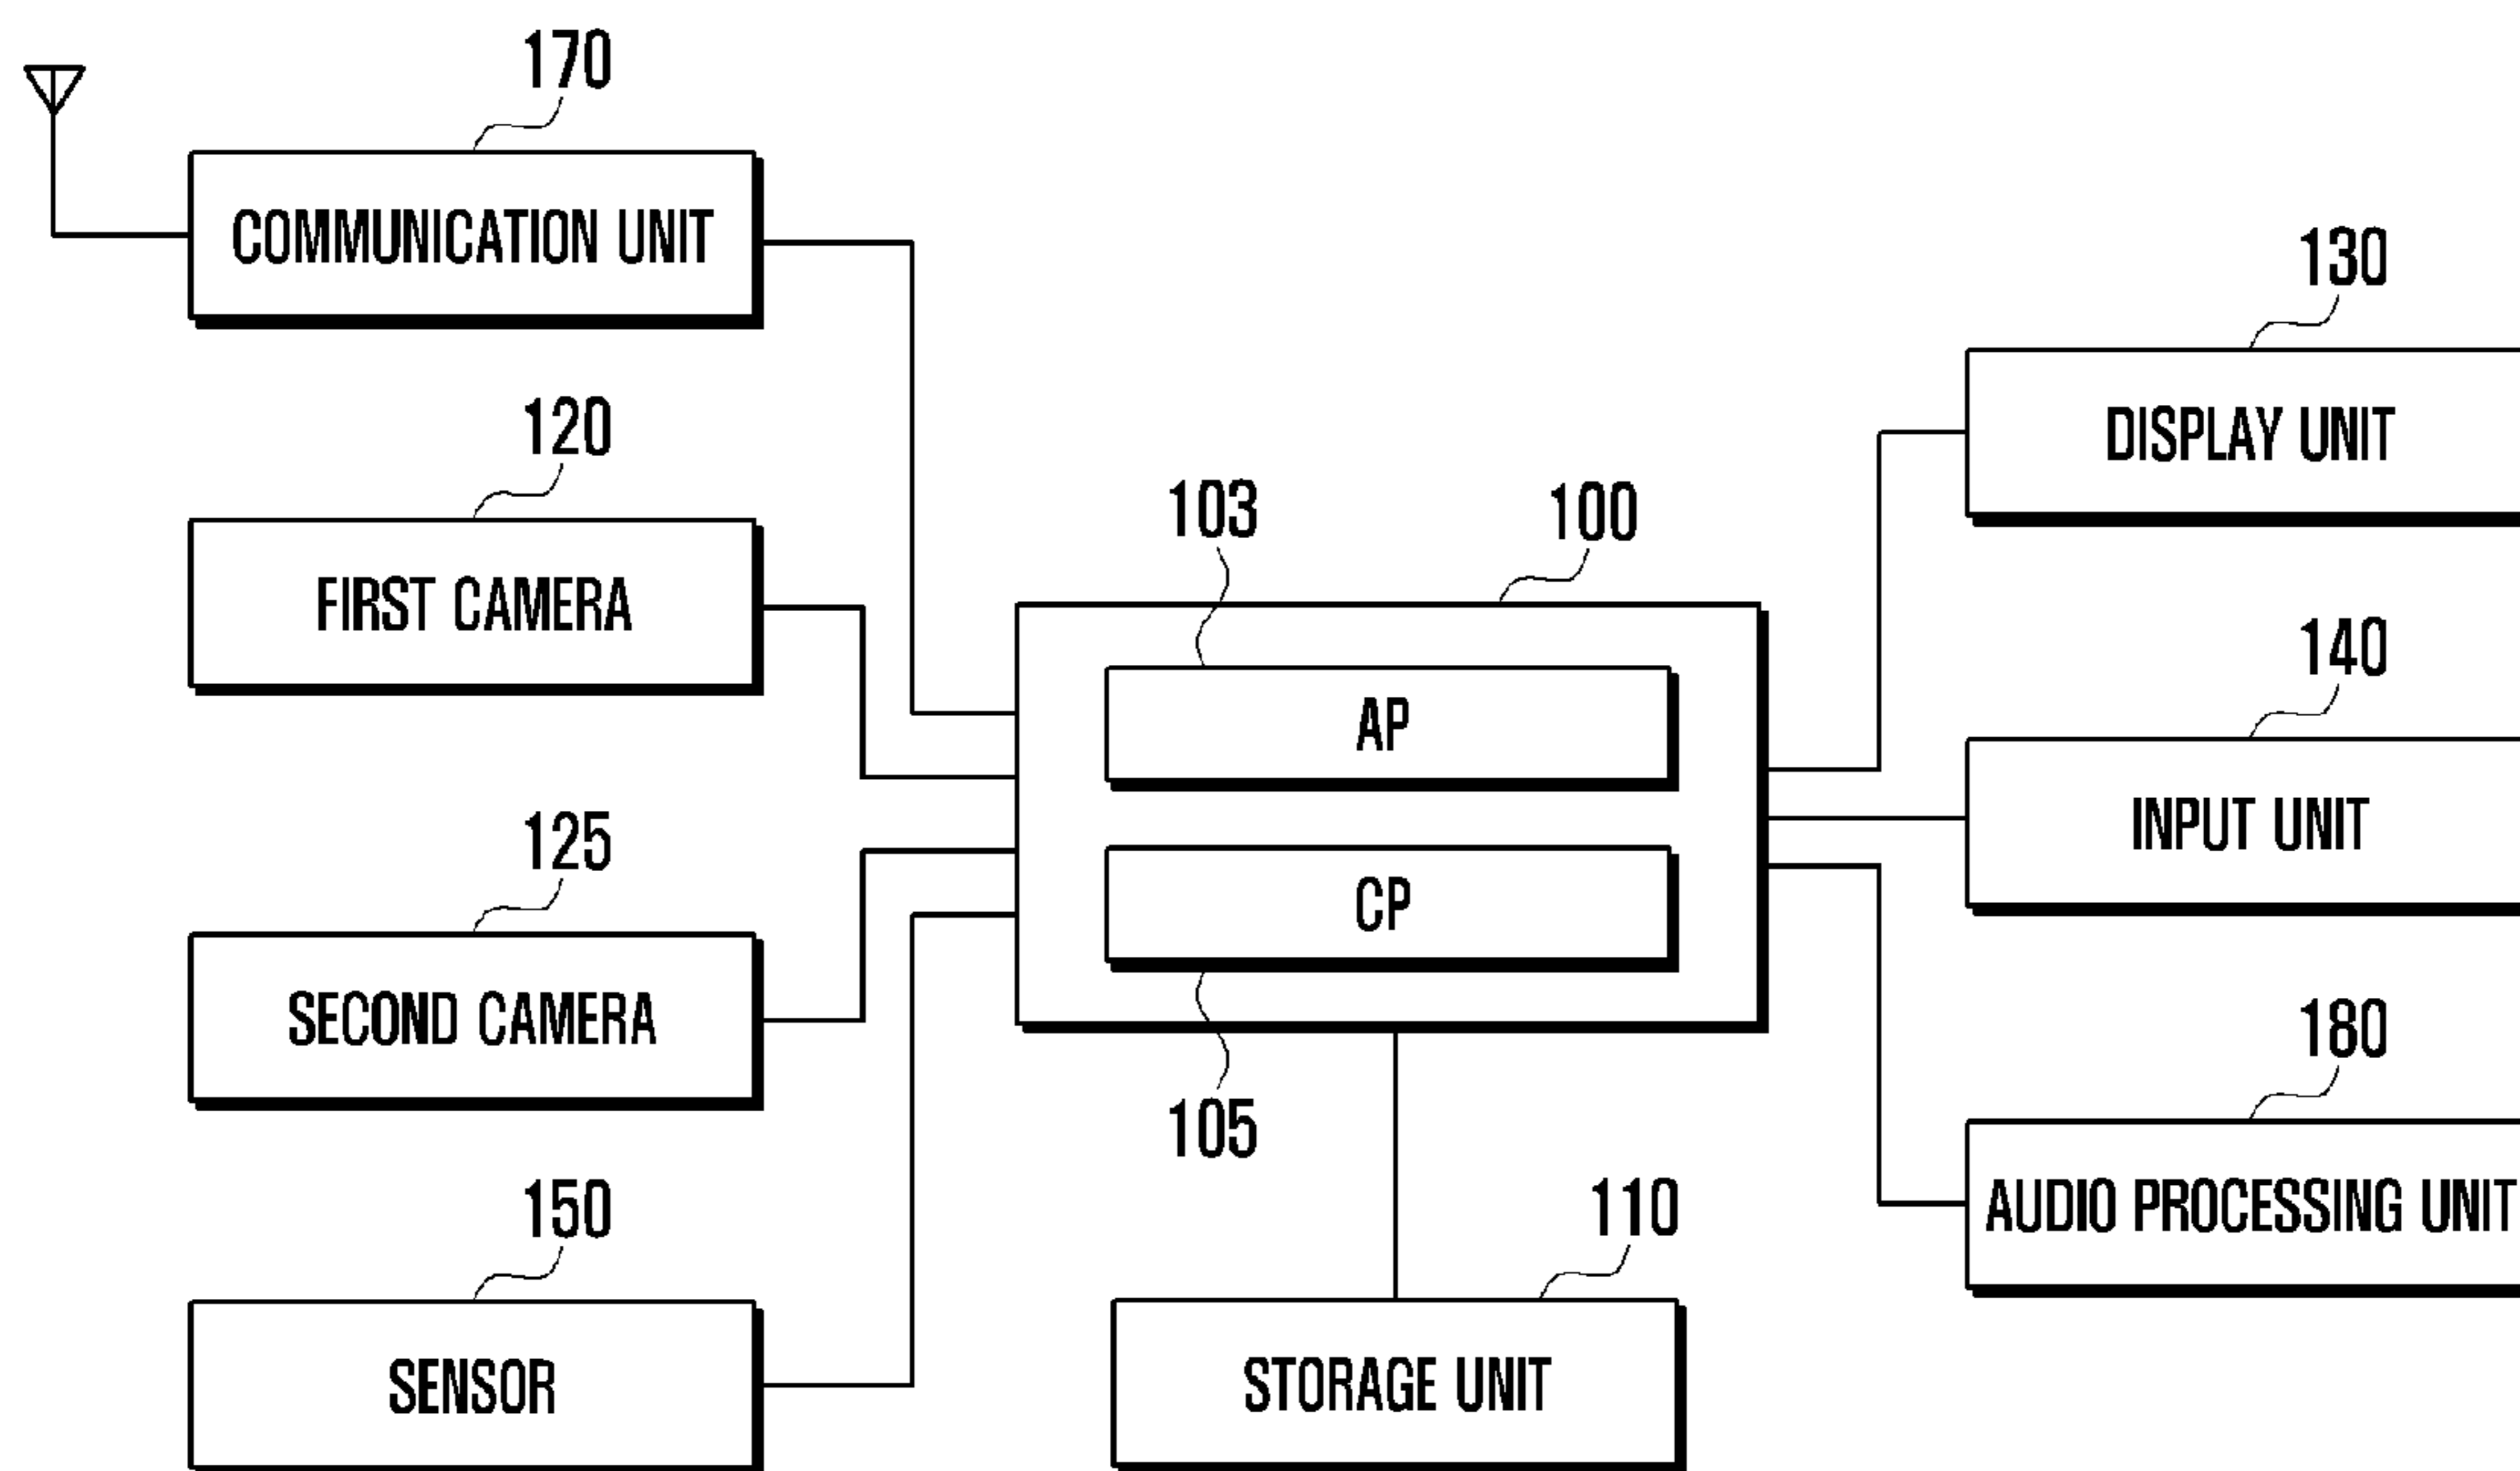 170
COMMUNICATION UNIT
120
FIRST CAMERA
125
SECOND CAMERA
150
SENSOR
103
100
AP
CP
105
110
STORAGE UNIT
130
DISPLAY UNIT
140
INPUT UNIT
180
AUDIO PROCESSING UNIT